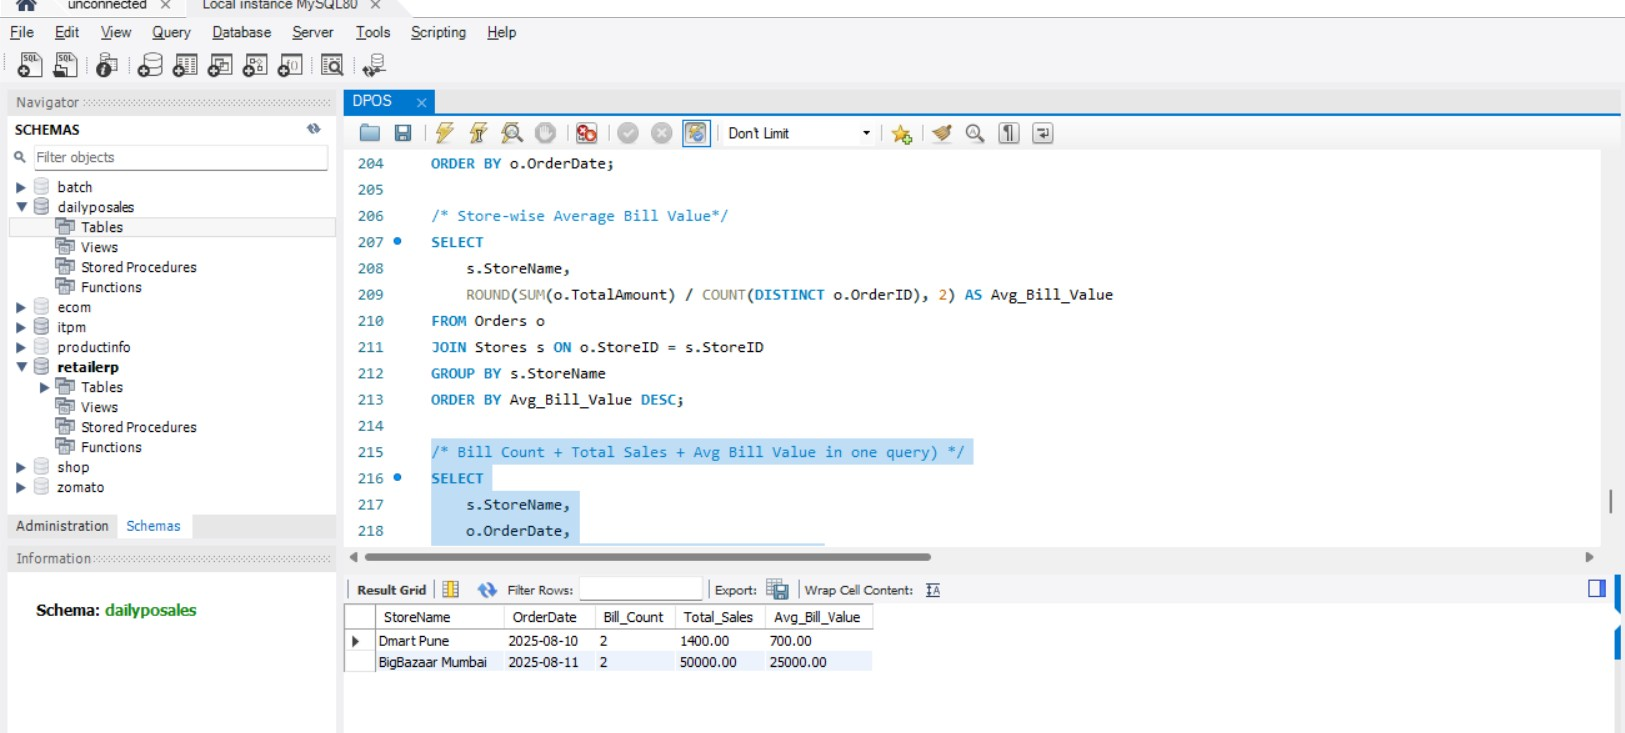 unconnected
Local instance MySQL80
File Edit View Query Database Server Tools Scripting Help
Navigator
SCHEMAS
Filter objects
batch
dailyposales
Tables
Views
Stored Procedures
Functions
ecom
itpm
productinfo
retailerp
Tables
Views
Stored Procedures
Functions
shop
zomato
Administration Schemas
Information
Schema: dailyposales
DPOS
Don't Limit
204 ORDER BY o.OrderDate;
205
206 /* Store-wise Average Bill Value*/
207 SELECT
208 s.StoreName,
209 ROUND(SUM(o.TotalAmount) / COUNT(DISTINCT o.OrderID), 2) AS Avg_Bill_Value
210 FROM Orders o
211 JOIN Stores s ON o.StoreID = s.StoreID
212 GROUP BY s.StoreName
213 ORDER BY Avg_Bill_Value DESC;
214
215 /* Bill Count + Total Sales + Avg Bill Value in one query) */
216 SELECT
217 s.StoreName,
218 o.OrderDate,
Result Grid Filter Rows: Export: Wrap Cell Content:
StoreName OrderDate Bill_Count Total_Sales Avg_Bill_Value
Dmart Pune 2025-08-10 2 1400.00 700.00
BigBazaar Mumbai 2025-08-11 2 50000.00 25000.00